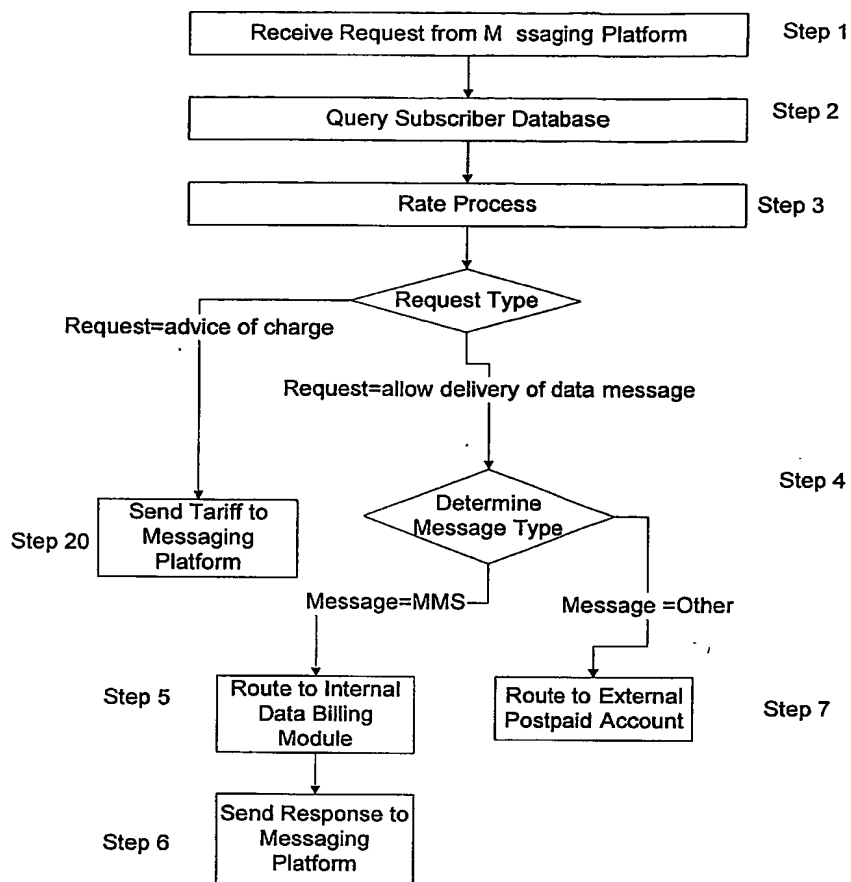 Receive Request from M ssaging Platform
Step 1
Query Subscriber Database
Step 2
Rate Process
Step 3
Request Type
Request=advice of charge
Request=allow delivery of data message
Step 4
Determine
Message Type
Step 20
Send Tariff to
Messaging
Platform
Message=MMS
Message =Other
Step 5
Route to Internal
Data Billing
Module
Route to External
Postpaid Account
Step 7
Step 6
Send Response to
Messaging
Platform